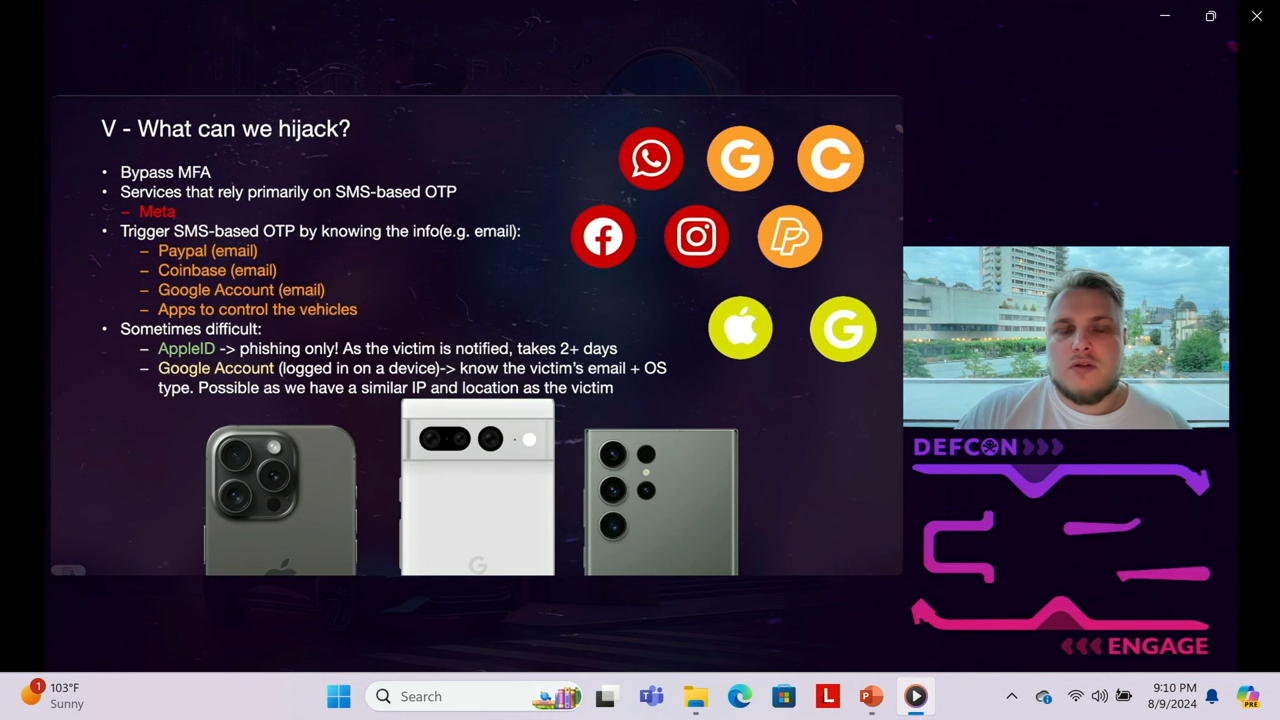 V - What can we hijack?
• Bypass MFA
• Services that rely primarily on SMS-based OTP
– Meta
• Trigger SMS-based OTP by knowing the info(e.g. email):
– Paypal (email)
– Coinbase (email)
– Google Account (email)
– Apps to control the vehicles
• Sometimes difficult:
– AppleID -> phishing only! As the victim is notified, takes 2+ days
– Google Account (logged in on a device)-> know the victim's email + OS
type. Possible as we have a similar IP and location as the victim
DEFCON
ENGAGE
1
103°F
Sunny
Search
L
PRE
9:10 PM
8/9/2024